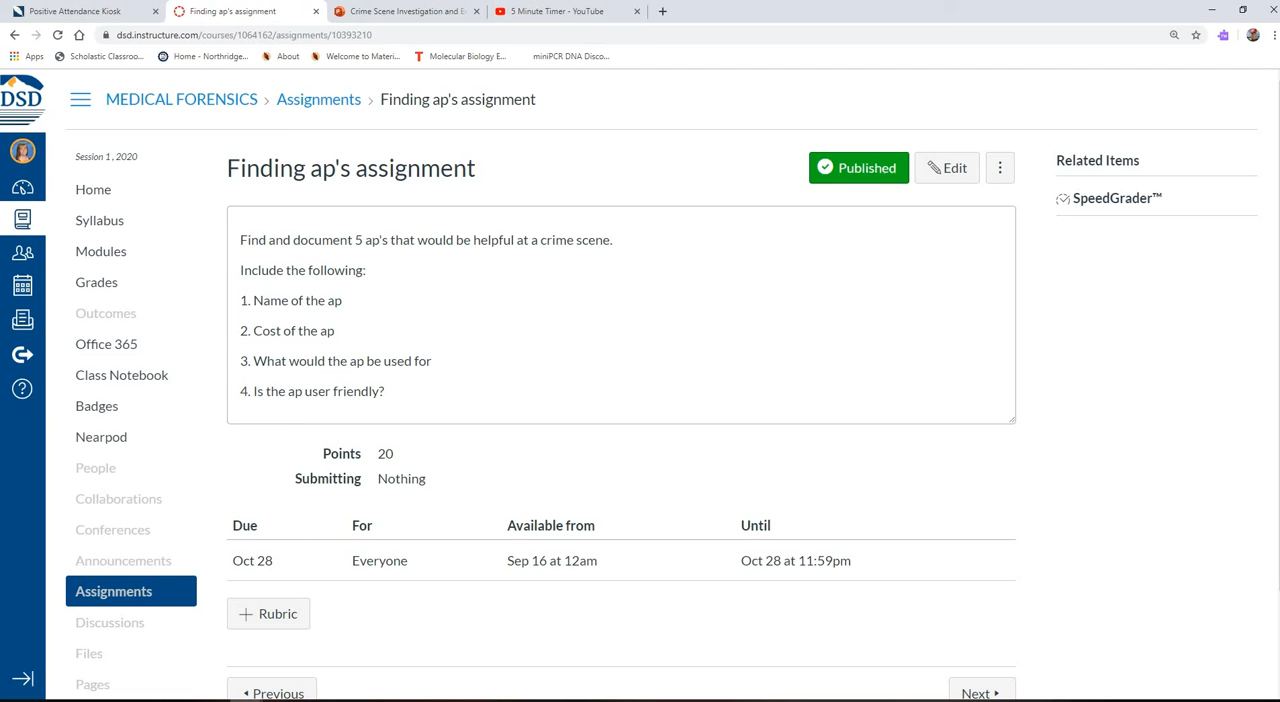 Positive Attendance Kiosk
Finding ap's assignment
Crime Scene Investigation and E
5 Minute Timer - YouTube
dsd.instructure.com/courses/1064162/assignments/10393210
Apps
Scholastic Classroo...
Home - Northridge...
About
Welcome to Materi...
Molecular Biology E...
miniPCR DNA Disco...
DSD
MEDICAL FORENSICS › Assignments › Finding ap's assignment
Session 1, 2020
Home
Syllabus
Modules
Grades
Outcomes
Office 365
Class Notebook
Badges
Nearpod
People
Collaborations
Conferences
Announcements
Assignments
Discussions
Files
Pages
Finding ap's assignment
Published
Edit
Find and document 5 ap's that would be helpful at a crime scene.
Include the following:
1. Name of the ap
2. Cost of the ap
3. What would the ap be used for
4. Is the ap user friendly?
Points 20
Submitting Nothing
Due For Available from Until
Oct 28 Everyone Sep 16 at 12am Oct 28 at 11:59pm
+ Rubric
Previous
Next
Related Items
SpeedGrader™